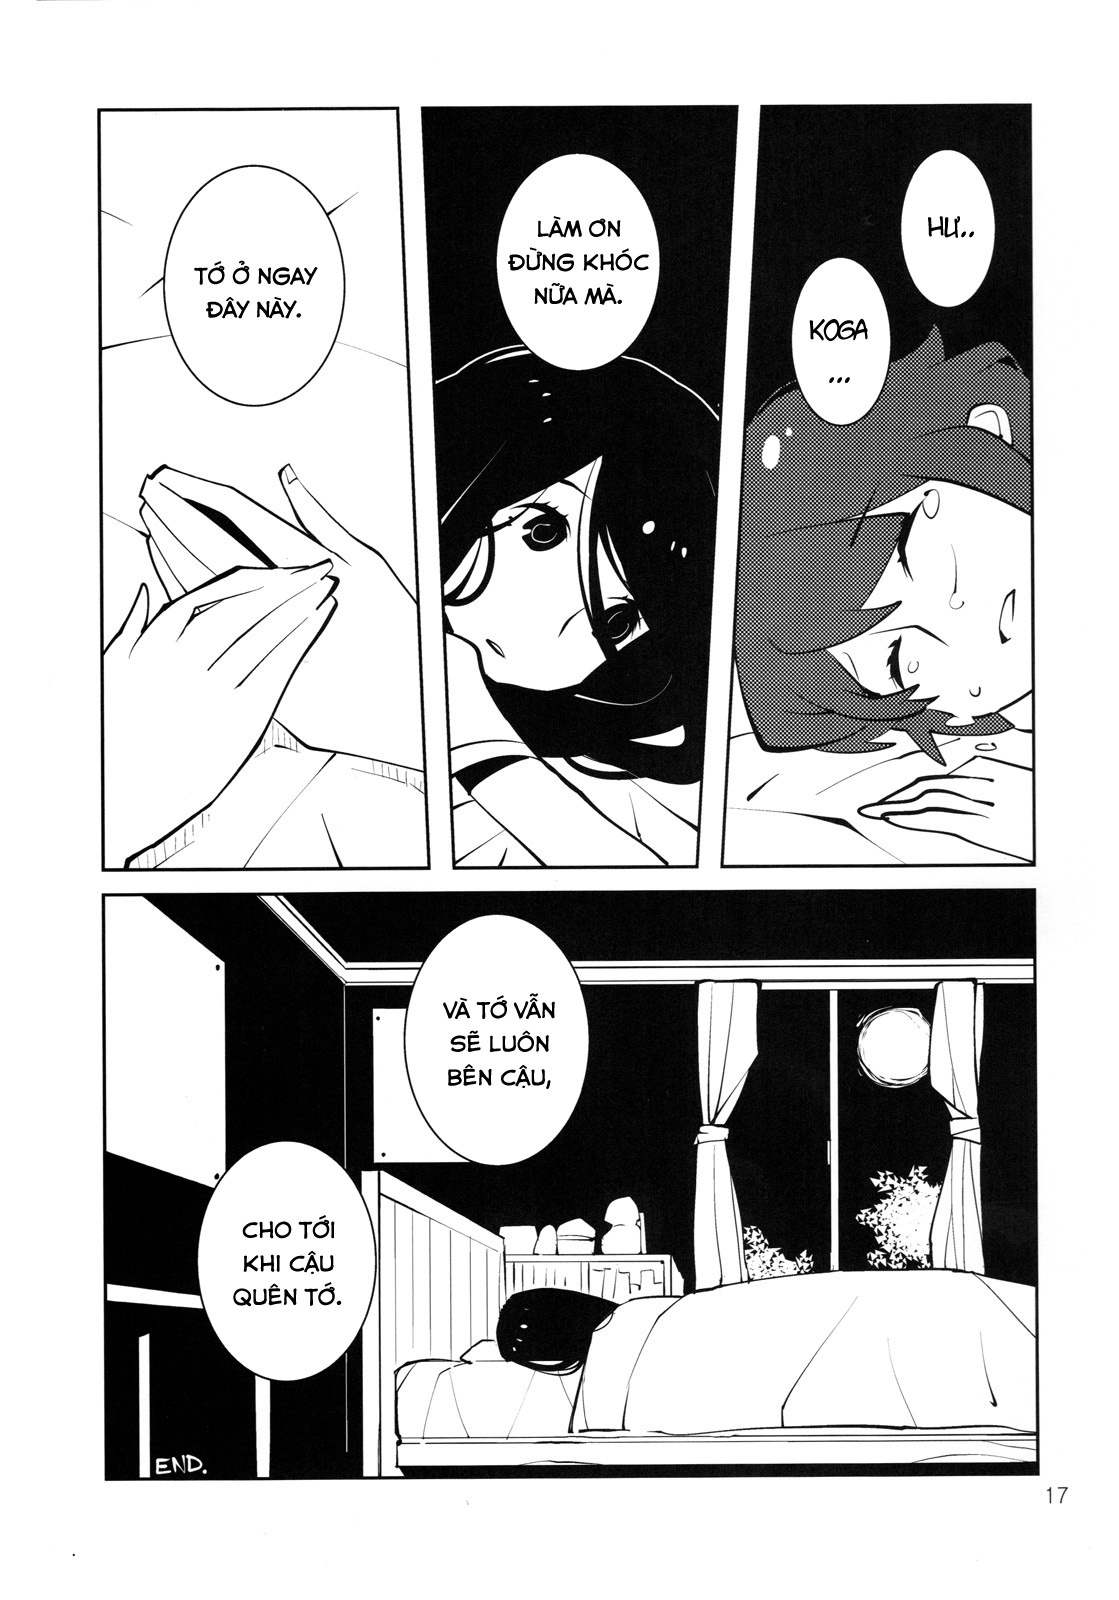 HƯ..
KOGA
...
LÀM ƠN
ĐỪNG KHÓC
NỮA MÀ.
TỚ Ở NGAY
ĐÂY NÀY.
VÀ TỚ VẪN
SẼ LUÔN
BÊN CẬU,
CHO TỚI
KHI CẬU
QUÊN TỚ.
END.
17